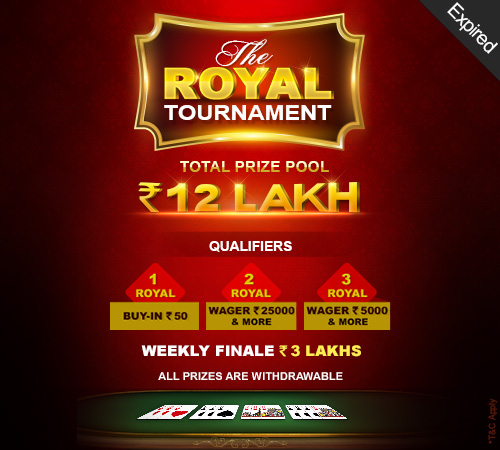 Expired
The
ROYAL
TOURNAMENT
TOTAL PRIZE POOL
₹12 LAKH
QUALIFIERS
1
ROYAL
BUY-IN ₹ 50
2
ROYAL
WAGER ₹ 25000
& MORE
3
ROYAL
WAGER ₹ 5000
& MORE
WEEKLY FINALE ₹ 3 LAKHS
ALL PRIZES ARE WITHDRAWABLE
*T&C Apply